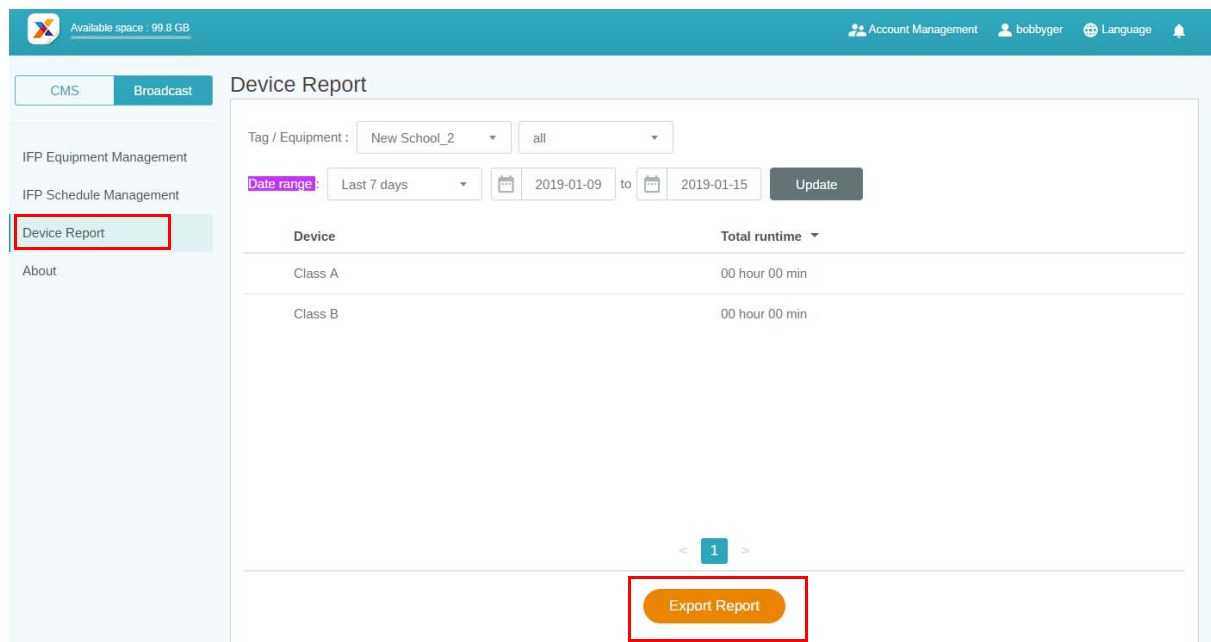 Available space : 99.8 GB
Account Management bobbyger Language
CMS Broadcast
Device Report
Tag / Equipment : New School_2 all
IFP Equipment Management
Date range : Last 7 days 2019-01-09 to 2019-01-15 Update
IFP Schedule Management
Device Report
Device Total runtime
About
Class A 00 hour 00 min
Class B 00 hour 00 min
< 1 >
Export Report